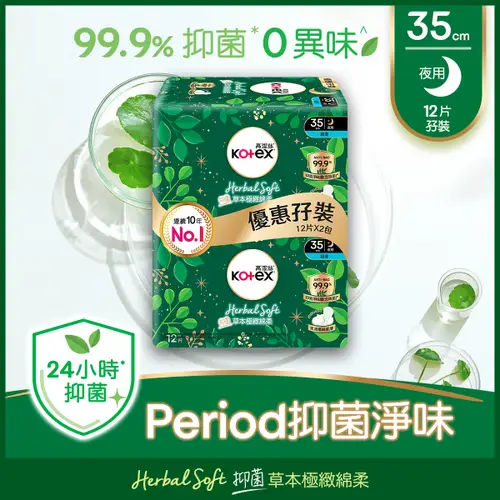 99.9% 抑菌* 0 異味^
35cm
夜用
12片
孖裝
35
高潔絲
Kotex
99.9%
Herbal Soft
草本極緻綿柔
連續10年
No.1
優惠孖裝
12片X2包
35
高潔絲
Kotex
99.9%
Herbal Soft
草本極緻綿柔
12片
24小時*
抑菌
Period抑菌淨味
Herbal Soft 抑菌 草本極緻綿柔